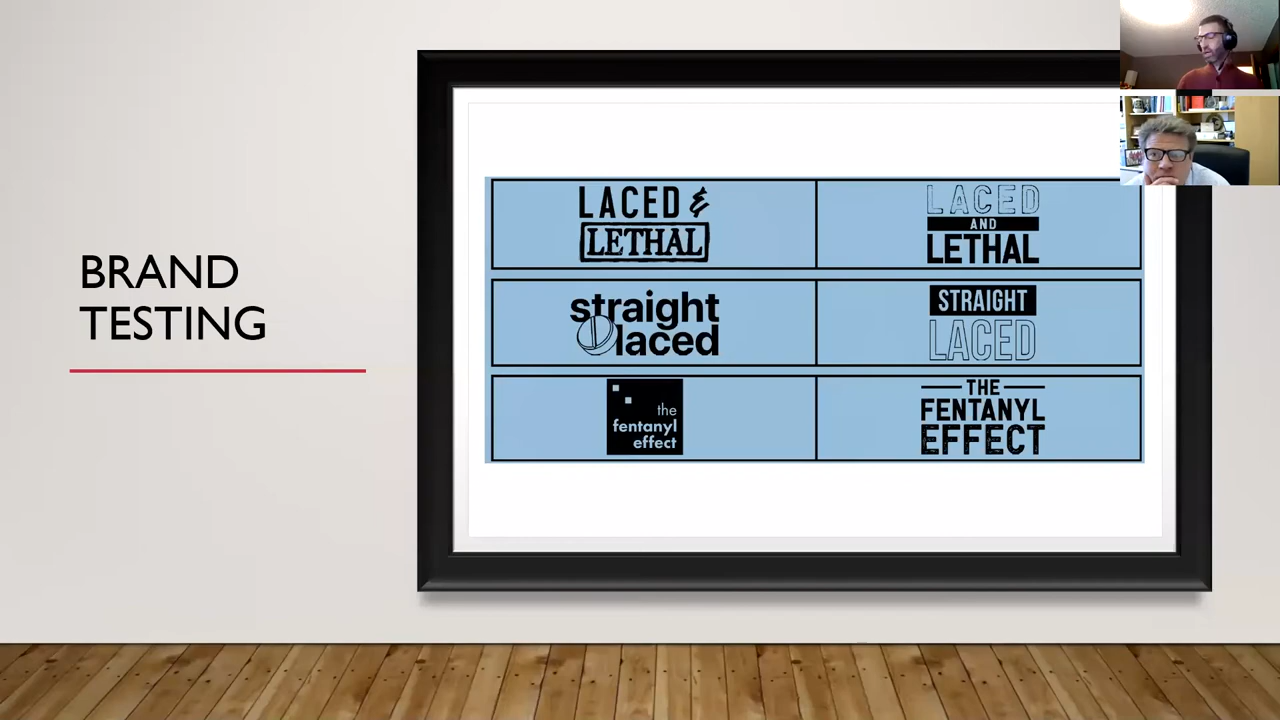 BRAND
TESTING
LACED &
LETHAL
LACED
AND
LETHAL
straight
laced
STRAIGHT
LACED
the
fentanyl
effect
THE
FENTANYL
EFFECT